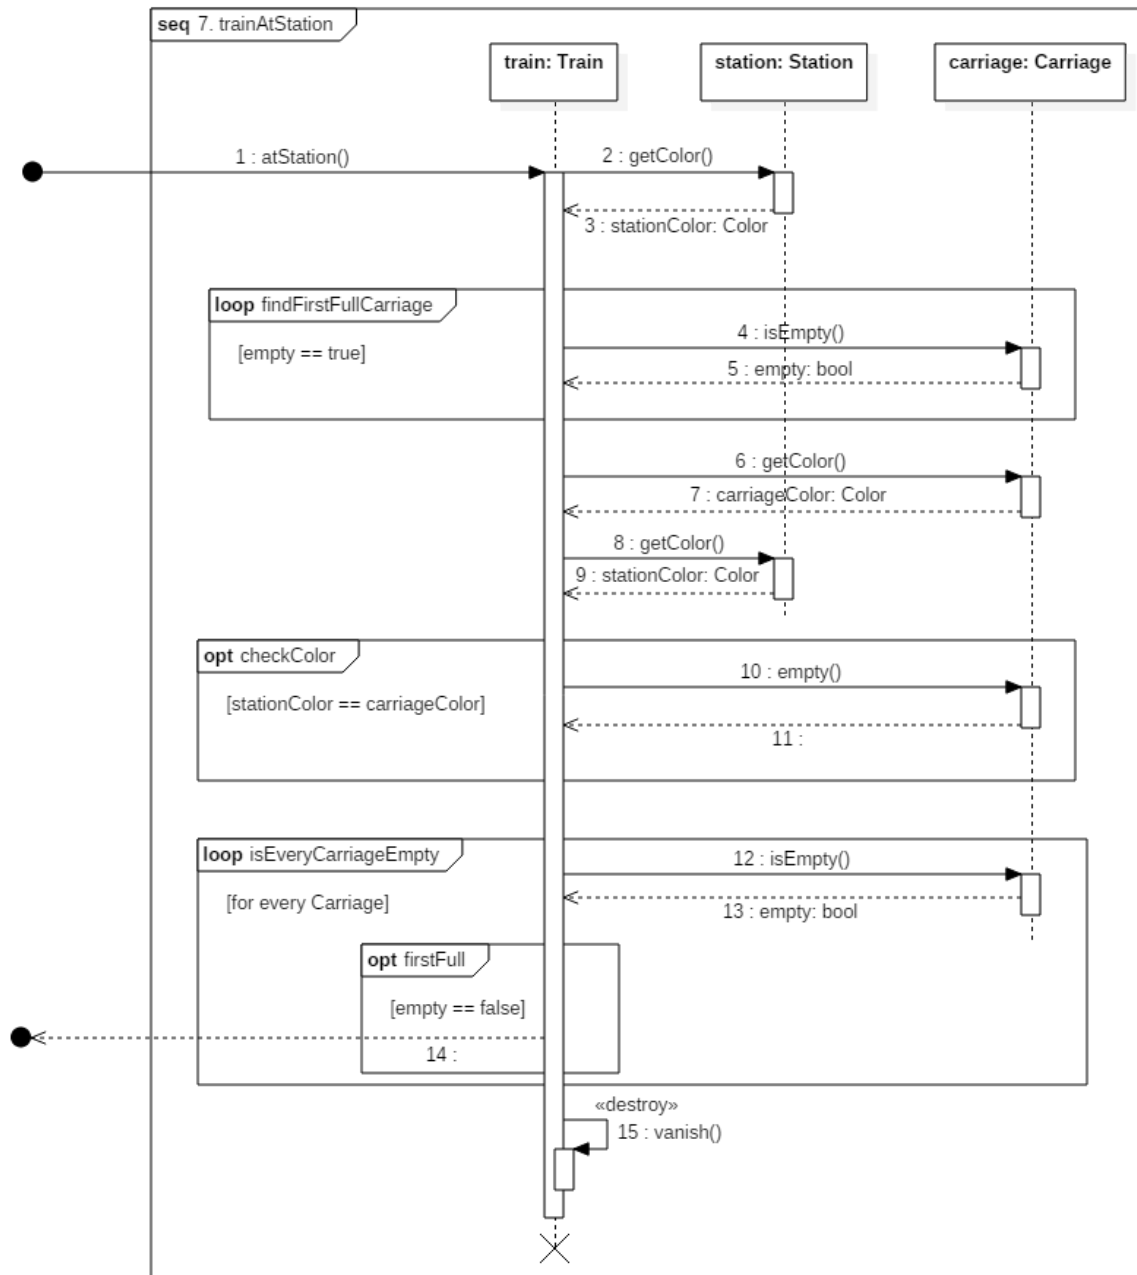 seq 7. trainAtStation
train: Train
station: Station
carriage: Carriage
1 : atStation()
2 : getColor()
3 : stationColor: Color
loop findFirstFullCarriage
[empty == true]
4 : isEmpty()
5 : empty: bool
6 : getColor()
7 : carriageColor: Color
8 : getColor()
9 : stationColor: Color
opt checkColor
[stationColor == carriageColor]
10 : empty()
11 :
loop isEveryCarriageEmpty
[for every Carriage]
12 : isEmpty()
13 : empty: bool
opt firstFull
[empty == false]
14 :
«destroy»
15 : vanish()